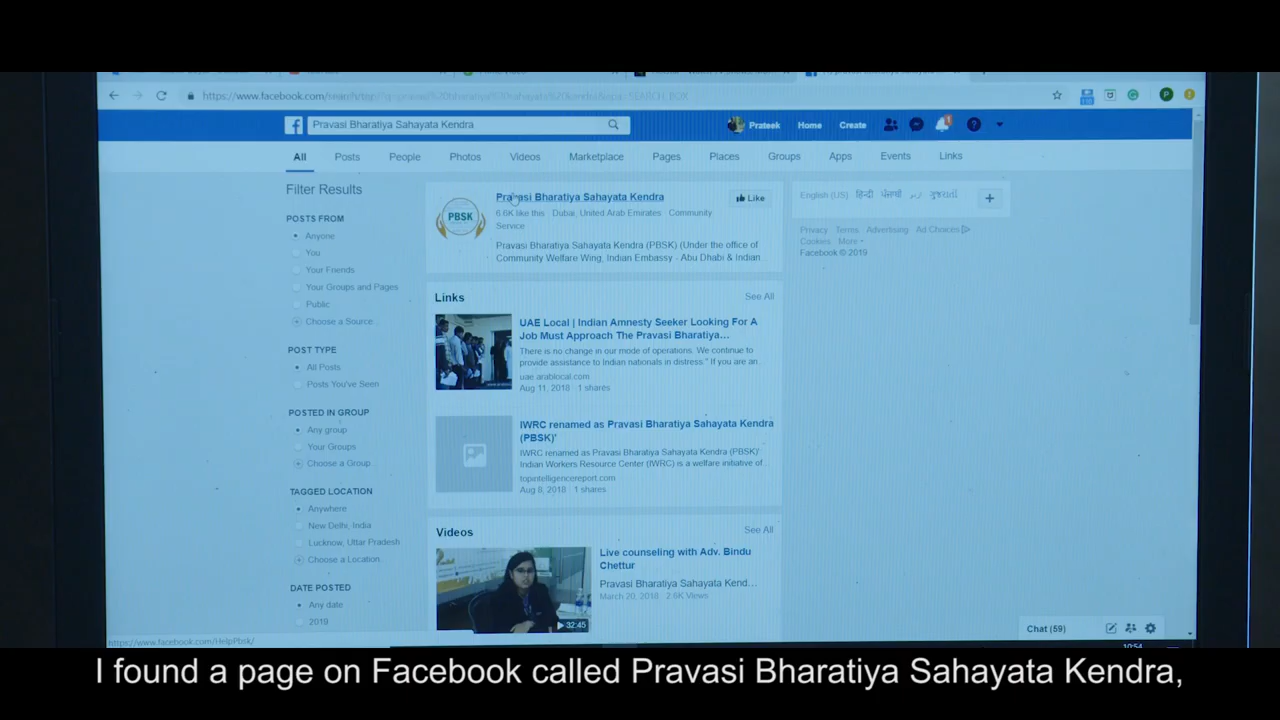 https://www.facebook.com/search/top/
Pravasi Bharatiya Sahayata Kendra
Prateek Home Create
All Posts People Photos Videos Marketplace Pages Places Groups Apps Events Links
Filter Results
POSTS FROM
Anyone
You
Your Friends
Your Groups and Pages
Public
Choose a Source...
POST TYPE
All Posts
Posts You've Seen
POSTED IN GROUP
Any group
Your Groups
Choose a Group...
TAGGED LOCATION
Anywhere
New Delhi, India
Lucknow, Uttar Pradesh
Choose a Location...
DATE POSTED
Any date
2019
PBSK
Pravasi Bharatiya Sahayata Kendra
Like
6.6K like this · Dubai, United Arab Emirates · Community
Service
Pravasi Bharatiya Sahayata Kendra (PBSK) (Under the office of
Community Welfare Wing, Indian Embassy - Abu Dhabi & Indian...
Links See All
UAE Local | Indian Amnesty Seeker Looking For A
Job Must Approach The Pravasi Bharatiya...
There is no change in our mode of operations. We continue to
provide assistance to Indian nationals in distress." If you are an...
uae.arablocal.com
Aug 11, 2018 · 1 shares
IWRC renamed as Pravasi Bharatiya Sahayata Kendra
(PBSK)'
IWRC renamed as Pravasi Bharatiya Sahayata Kendra (PBSK)'
Indian Workers Resource Center (IWRC) is a welfare initiative of
topintelligencereport.com
Aug 8, 2018 · 1 shares
Videos See All
32:45
Live counseling with Adv. Bindu
Chettur
Pravasi Bharatiya Sahayata Kend...
March 20, 2018 · 2.6K Views
English (US) हिन्दी ਪੰਜਾਬੀ اردو ગુજરાતી
Privacy · Terms · Advertising · Ad Choices
Cookies · More
Facebook © 2019
Chat (59)
https://www.facebook.com/HelpPbsk/
10:54
I found a page on Facebook called Pravasi Bharatiya Sahayata Kendra,